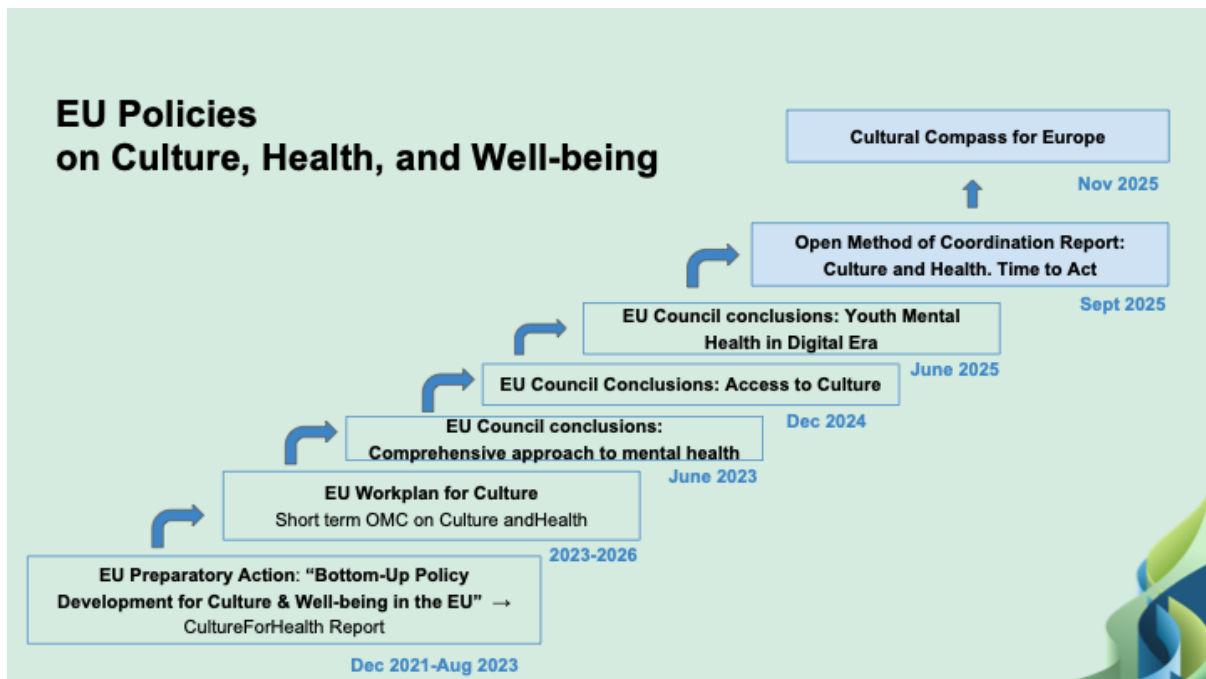 EU Policies
on Culture, Health, and Well-being
Cultural Compass for Europe
Nov 2025
Open Method of Coordination Report:
Culture and Health. Time to Act
Sept 2025
EU Council conclusions: Youth Mental
Health in Digital Era
June 2025
EU Council Conclusions: Access to Culture
Dec 2024
EU Council conclusions:
Comprehensive approach to mental health
June 2023
EU Workplan for Culture
Short term OMC on Culture andHealth
2023-2026
EU Preparatory Action: “Bottom-Up Policy
Development for Culture & Well-being in the EU” →
CultureForHealth Report
Dec 2021-Aug 2023